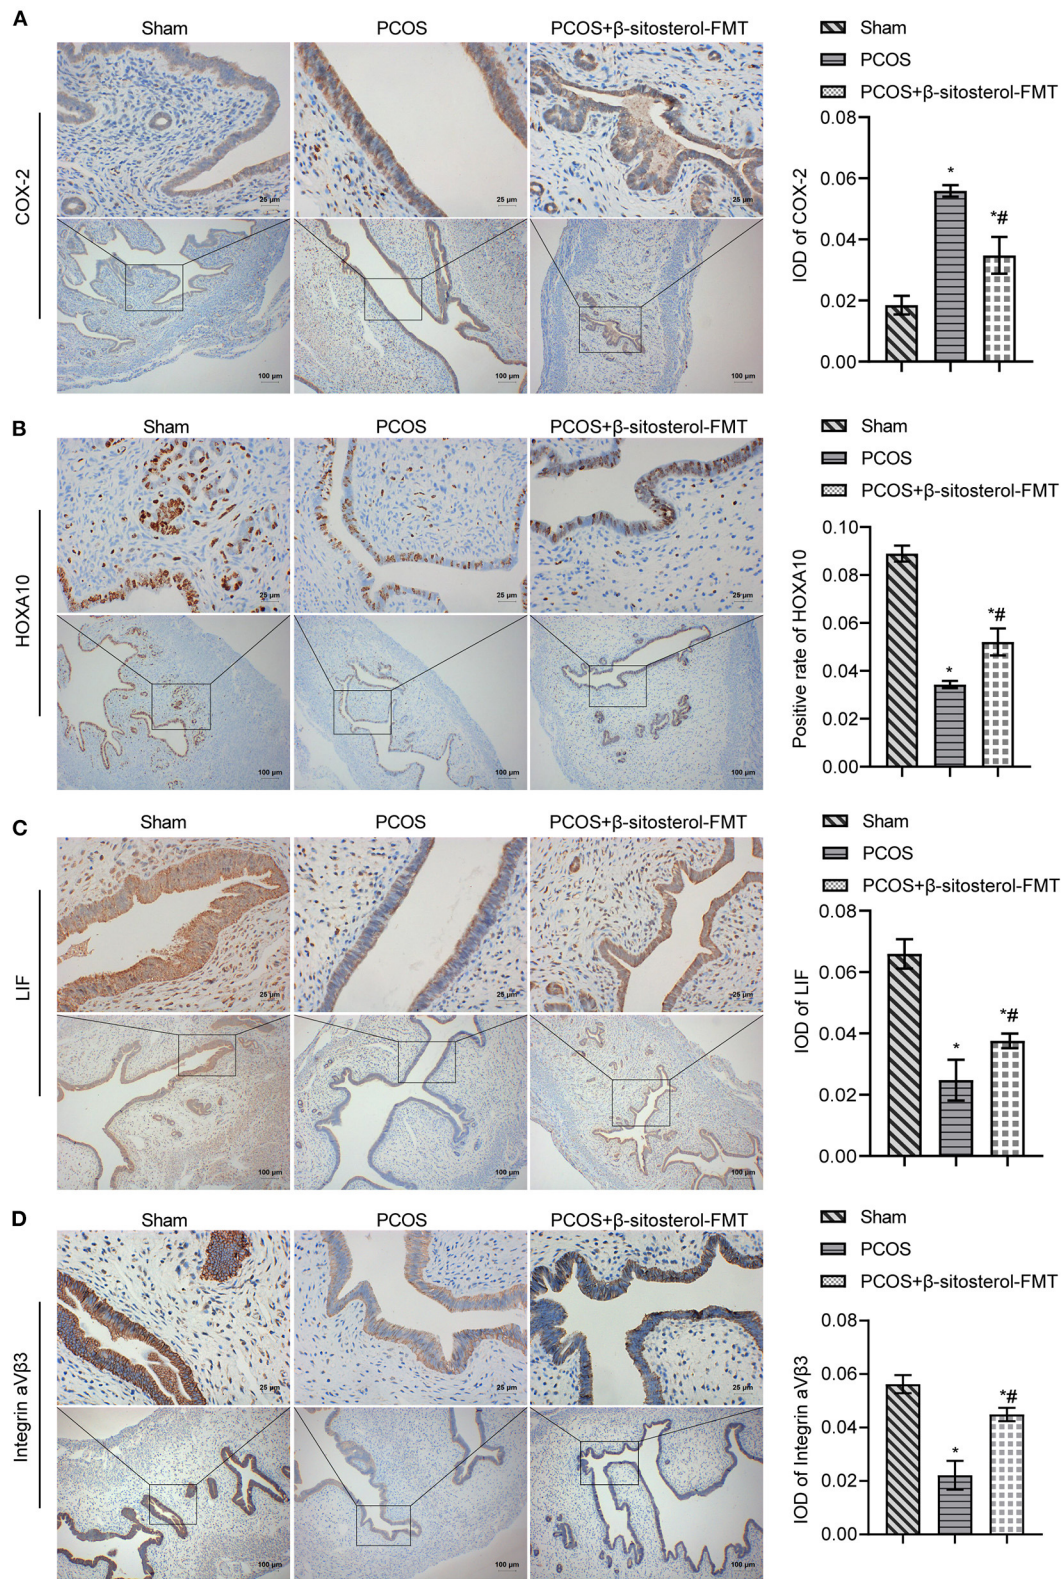 A
Sham
PCOS
PCOS+β-sitosterol-FMT
COX-2
25 μm
25 μm
25 μm
100 μm
100 μm
100 μm
Sham
PCOS
PCOS+β-sitosterol-FMT
IOD of COX-2
0.08
0.06
0.04
0.02
0.00
*
*#
B
Sham
PCOS
PCOS+β-sitosterol-FMT
HOXA10
25 μm
25 μm
25 μm
100 μm
100 μm
100 μm
Sham
PCOS
PCOS+β-sitosterol-FMT
Positive rate of HOXA10
0.10
0.08
0.06
0.04
0.02
0.00
*
*#
C
Sham
PCOS
PCOS+β-sitosterol-FMT
LIF
25 μm
25 μm
25 μm
100 μm
100 μm
100 μm
Sham
PCOS
PCOS+β-sitosterol-FMT
IOD of LIF
0.08
0.06
0.04
0.02
0.00
*
*#
D
Sham
PCOS
PCOS+β-sitosterol-FMT
Integrin aVβ3
25 μm
25 μm
25 μm
100 μm
100 μm
100 μm
Sham
PCOS
PCOS+β-sitosterol-FMT
IOD of Integrin aVβ3
0.08
0.06
0.04
0.02
0.00
*
*#